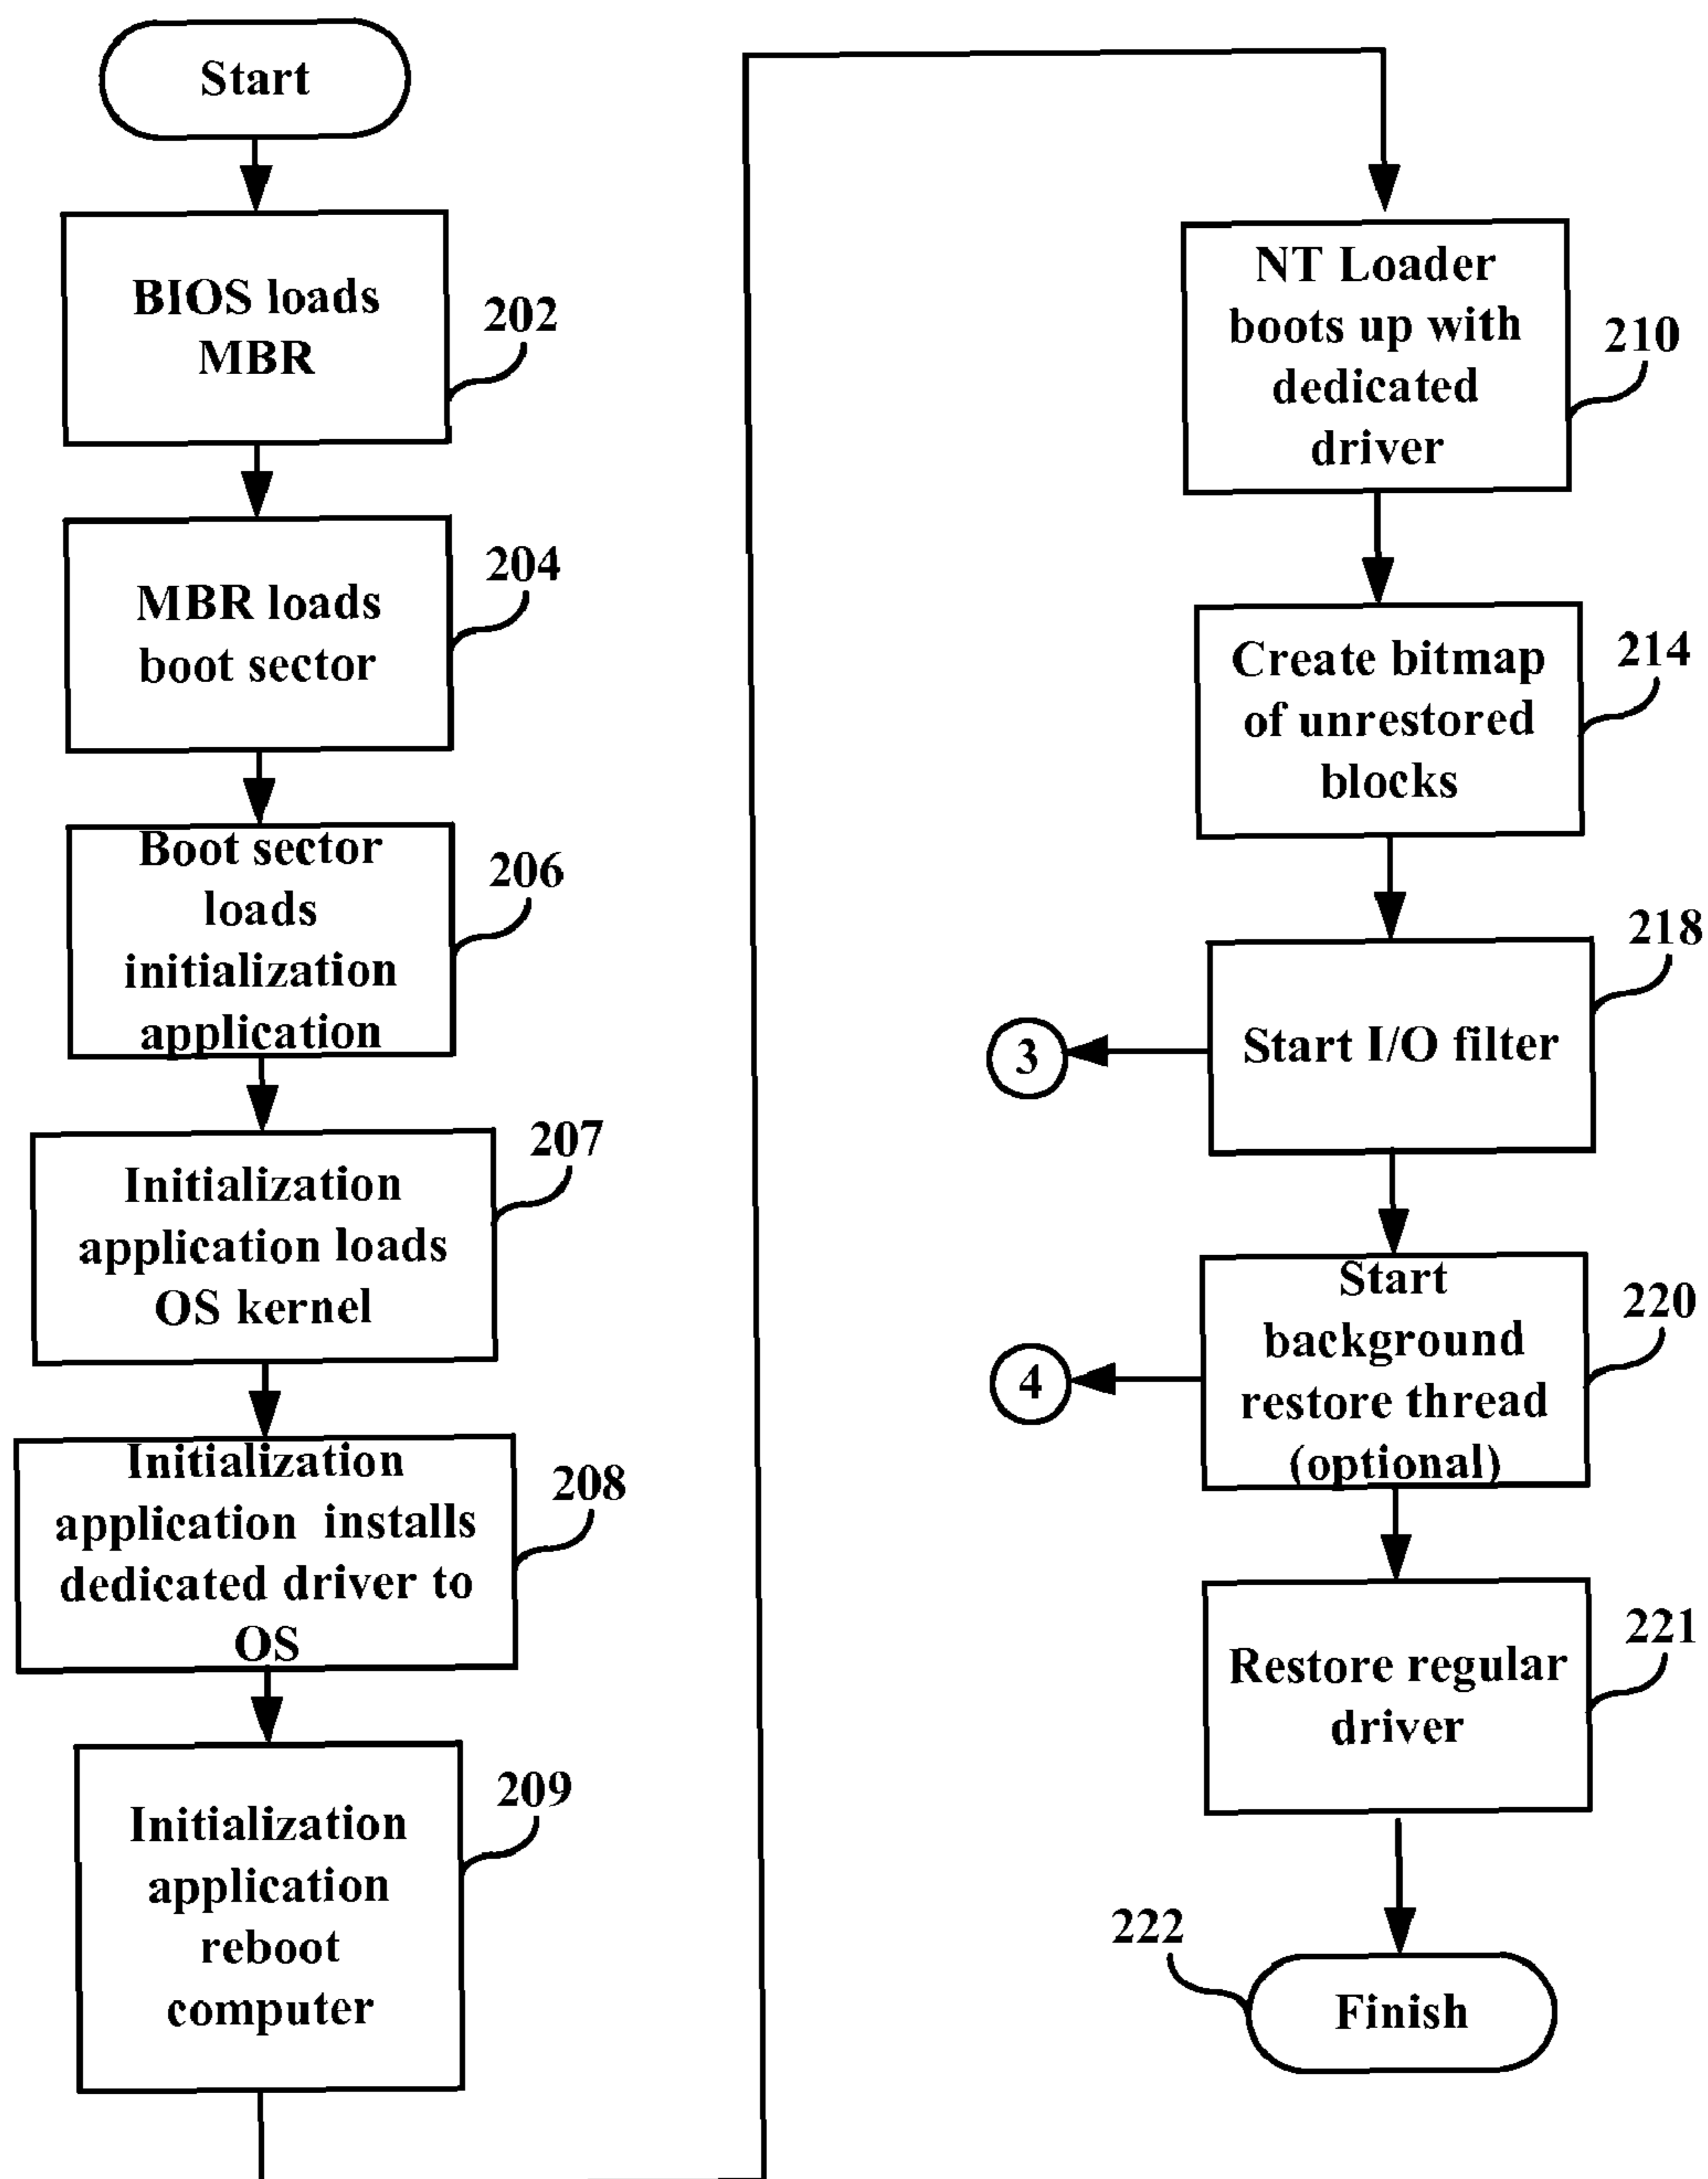 Start
BIOS loads
MBR
202
MBR loads
boot sector
204
Boot sector
loads
initialization
application
206
Initialization
application loads
OS kernel
207
Initialization
application installs
dedicated driver to
OS
208
Initialization
application
reboot
computer
209
NT Loader
boots up with
dedicated
driver
210
Create bitmap
of unrestored
blocks
214
Start I/O filter
218
3
Start
background
restore thread
(optional)
220
4
Restore regular
driver
221
222
Finish